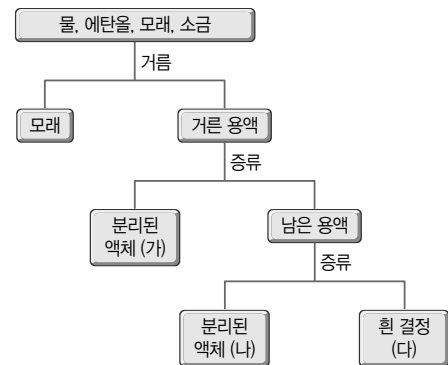 물, 에탄올, 모래, 소금
거름
모래
거른 용액
증류
분리된
액체 (가)
남은 용액
증류
분리된
액체 (나)
흰 결정
(다)